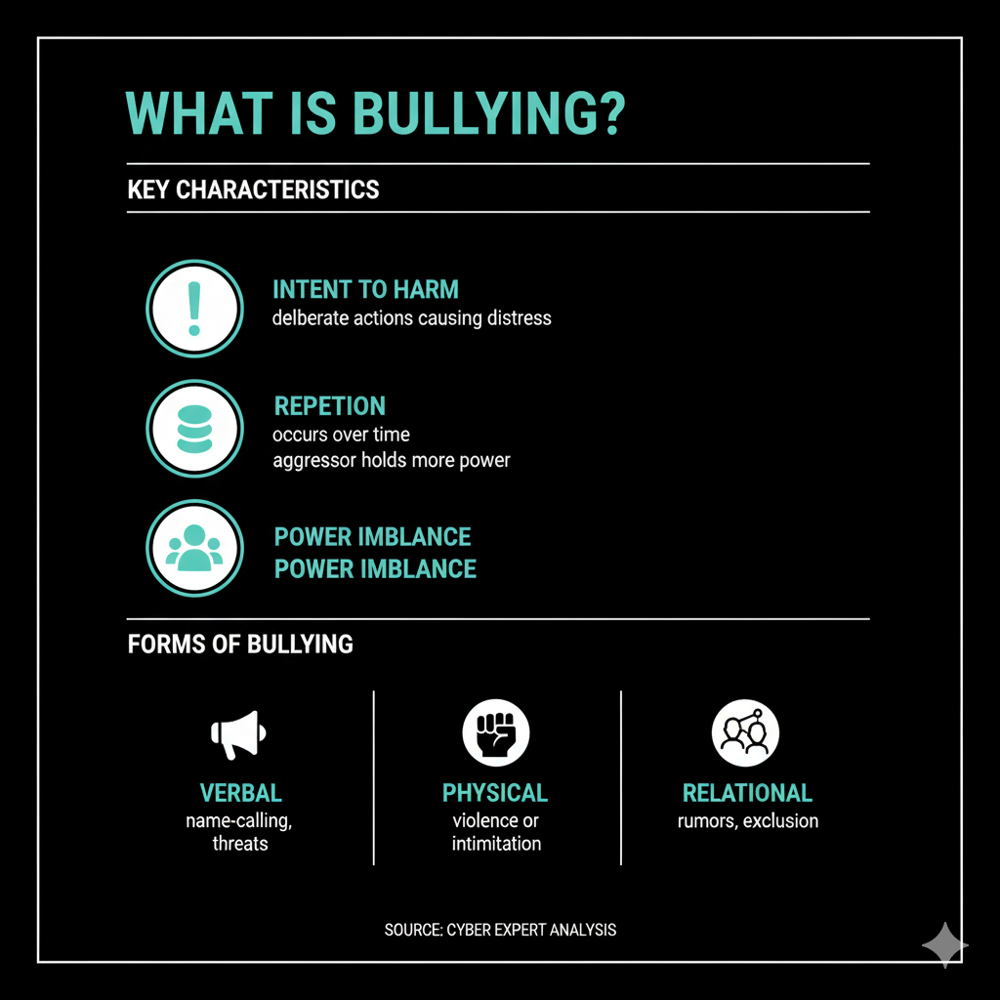 WHAT IS BULLYING?
KEY CHARACTERISTICS
INTENT TO HARM
deliberate actions causing distress
REPETION
occurs over time
aggressor holds more power
POWER IMBLANCE
POWER IMBLANCE
FORMS OF BULLYING
VERBAL
name-calling,
threats
PHYSICAL
violence or
intimitation
RELATIONAL
rumors, exclusion
SOURCE: CYBER EXPERT ANALYSIS